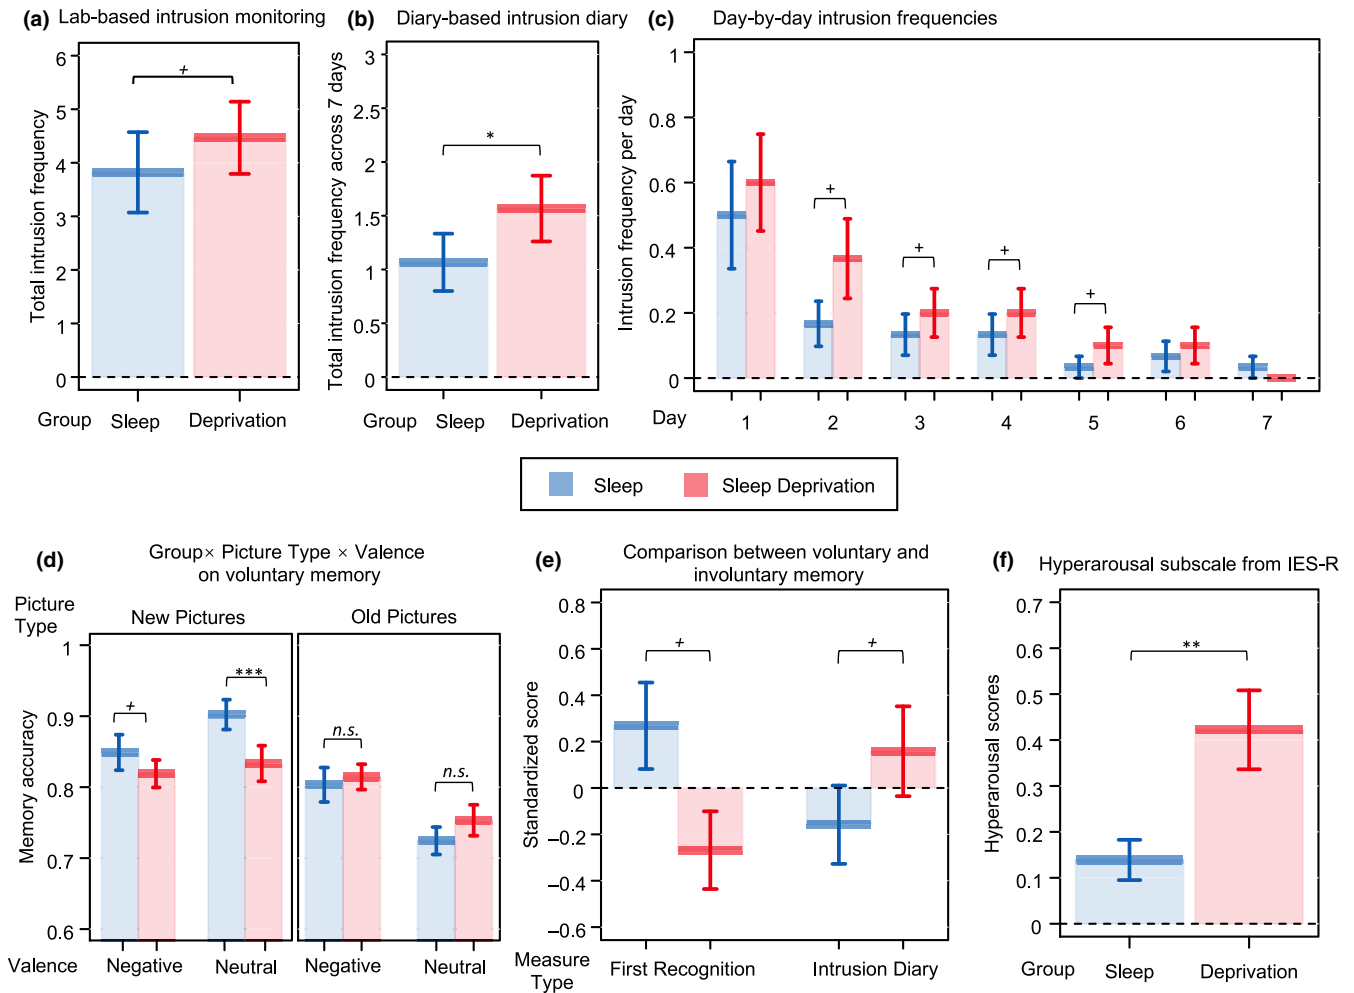 (a) Lab-based intrusion monitoring
Total intrusion frequency
6
5
4
3
2
1
0
+
Group Sleep Deprivation
(b) Diary-based intrusion diary
Total intrusion frequency across 7 days
3
2.5
2
1.5
1
0.5
0
*
Group Sleep Deprivation
(c) Day-by-day intrusion frequencies
Intrusion frequency per day
1
0.8
0.6
0.4
0.2
0
+ + + +
Day 1 2 3 4 5 6 7
Sleep Sleep Deprivation
(d) Group× Picture Type × Valence
on voluntary memory
Picture
Type
New Pictures Old Pictures
Memory accuracy
1
0.9
0.8
0.7
0.6
+ *** n.s. n.s.
Valence Negative Neutral Negative Neutral
(e) Comparison between voluntary and
involuntary memory
Standardized score
0.8
0.6
0.4
0.2
0
−0.2
−0.4
−0.6
+ +
Measure
Type
First Recognition Intrusion Diary
(f) Hyperarousal subscale from IES-R
Hyperarousal scores
0.7
0.6
0.5
0.4
0.3
0.2
0.1
0
**
Group Sleep Deprivation